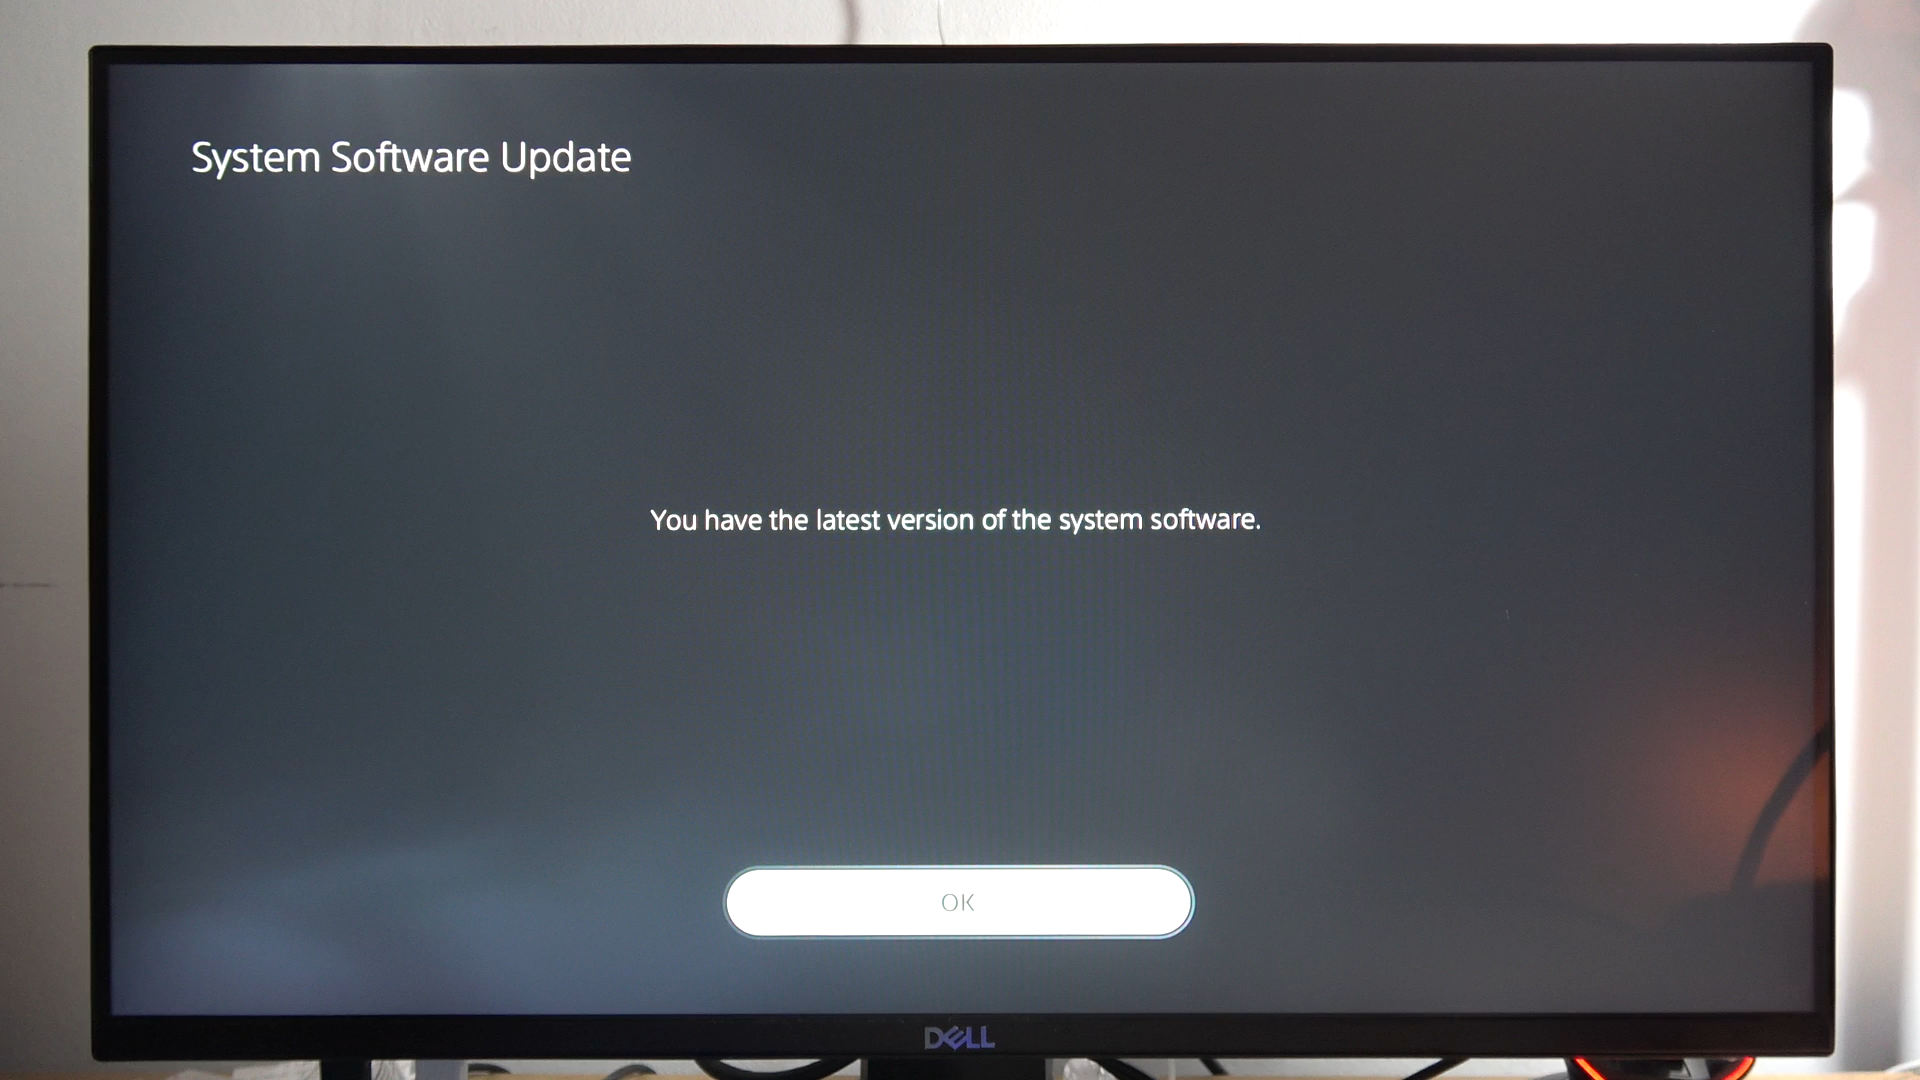 System Software Update
You have the latest version of the system software.
OK
DELL